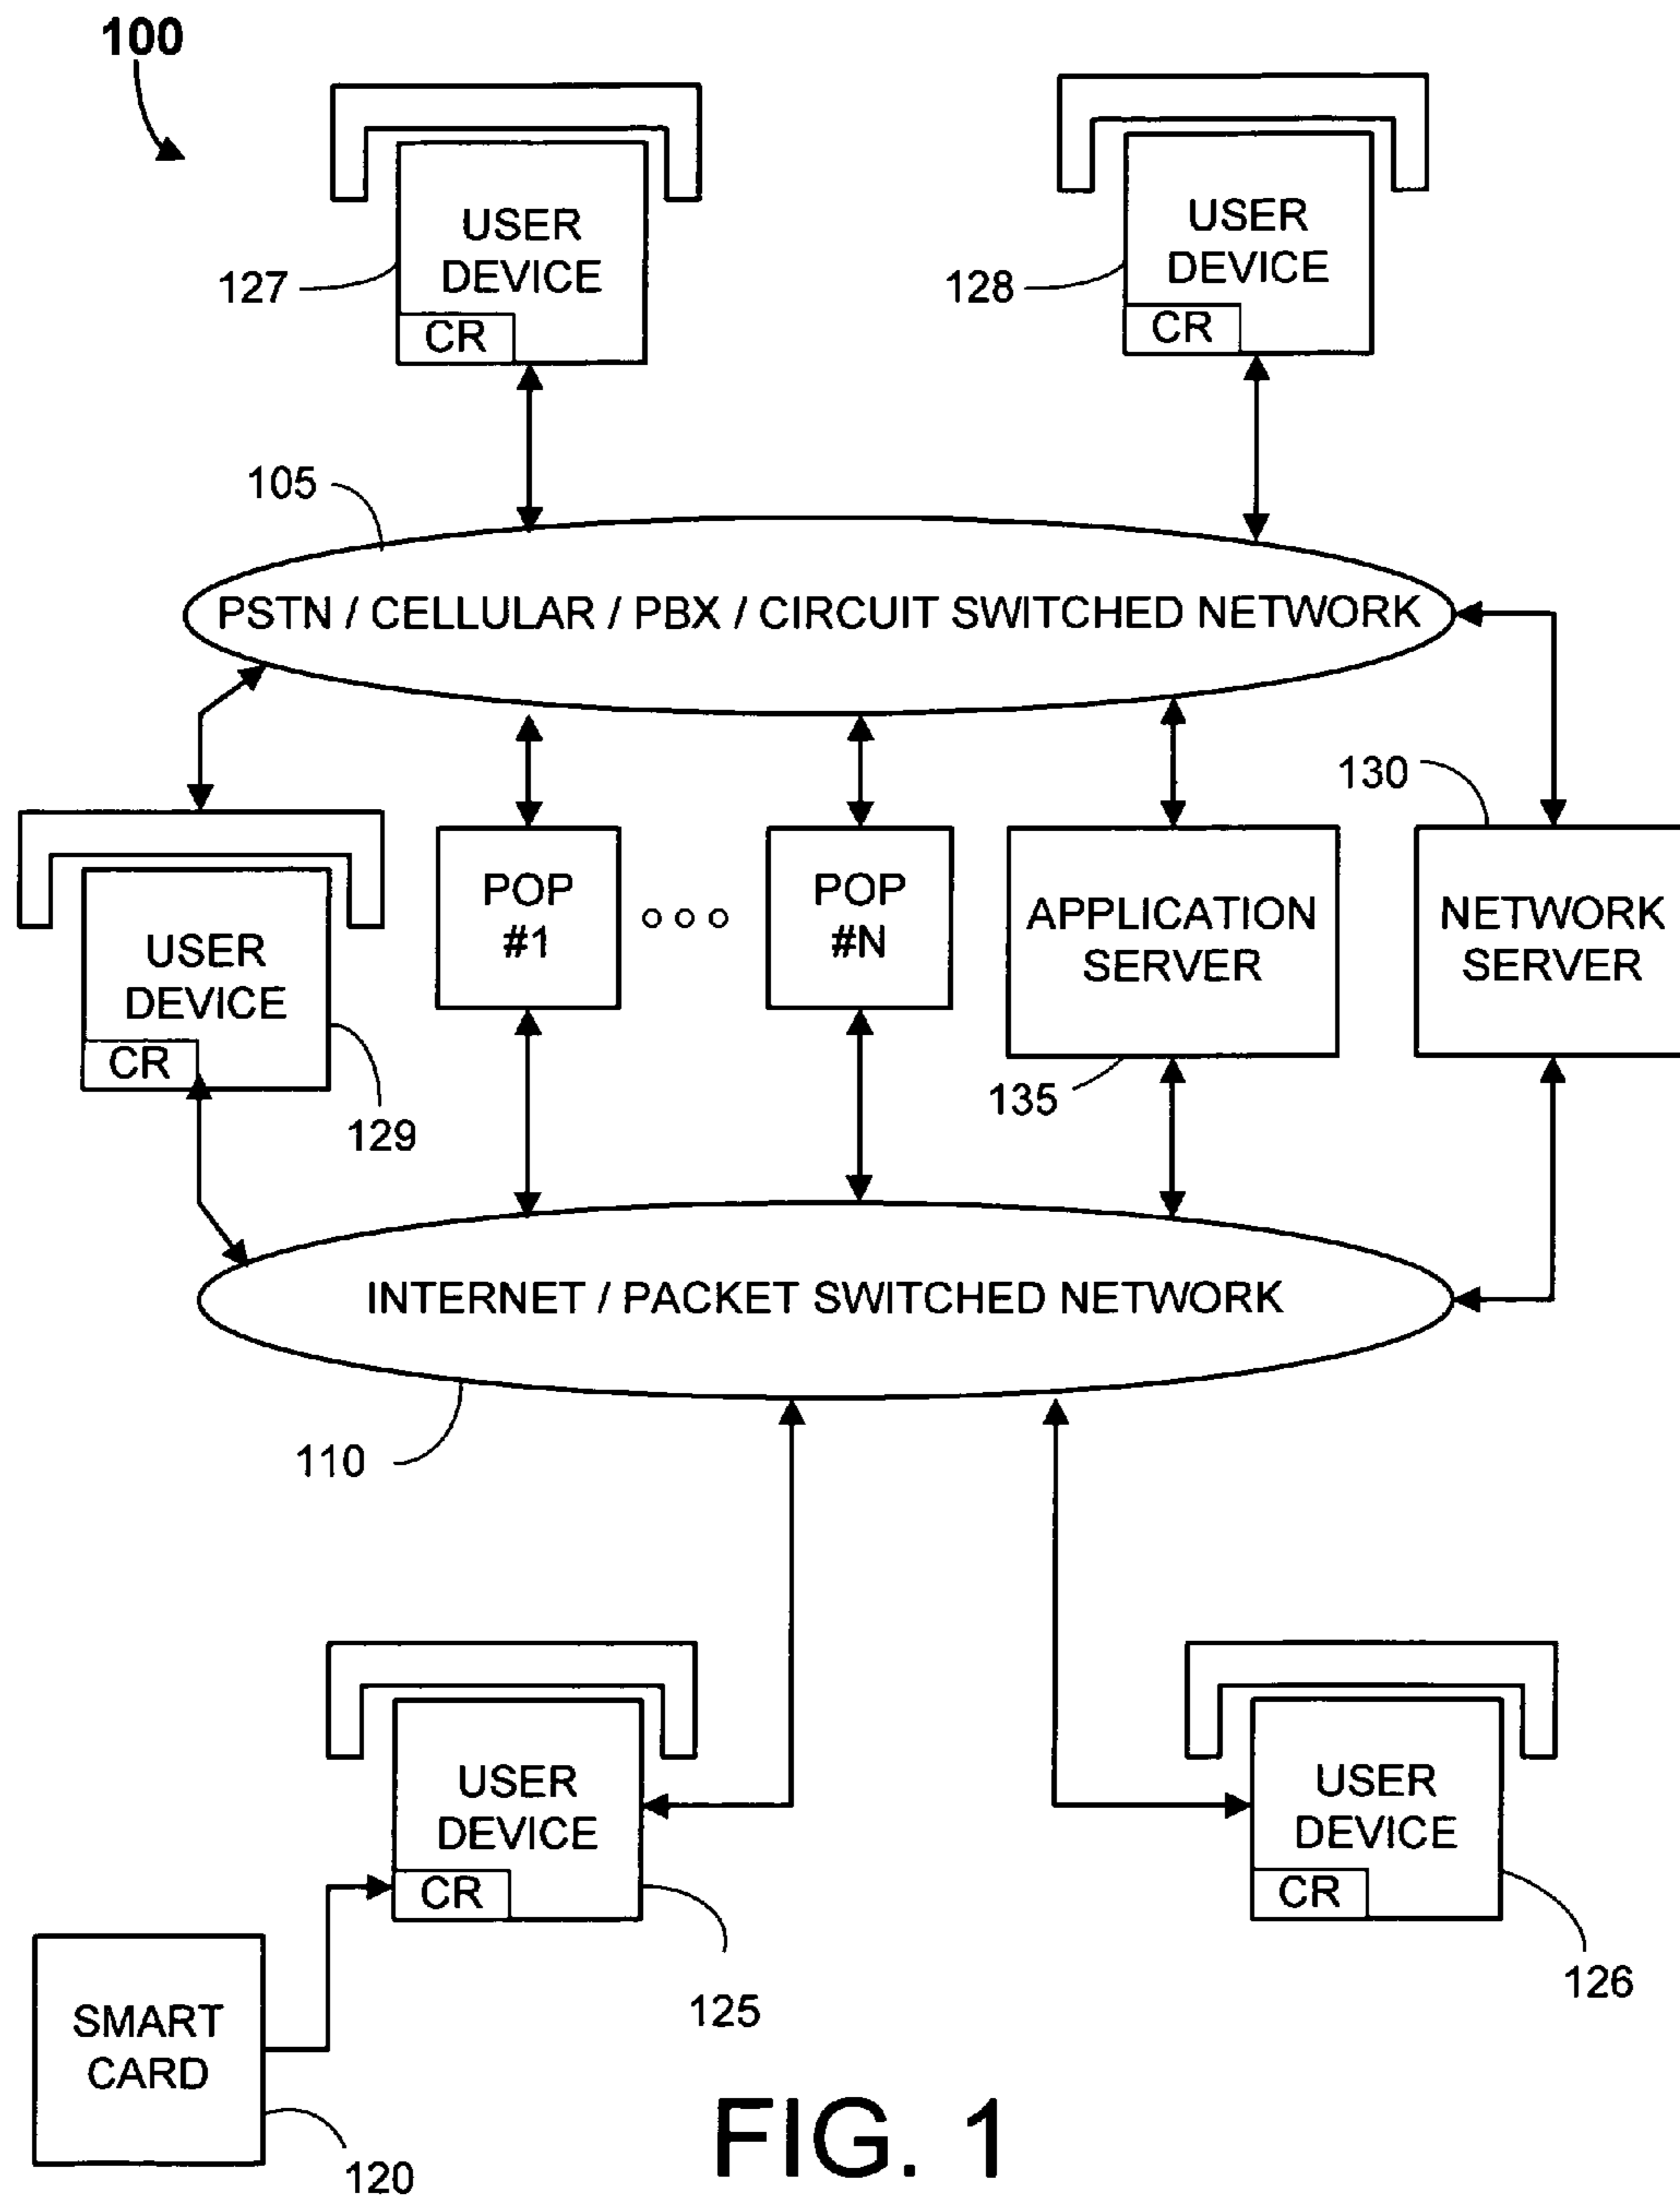 100
USER
DEVICE
127
CR
USER
DEVICE
128
CR
105
PSTN / CELLULAR / PBX / CIRCUIT SWITCHED NETWORK
130
USER
DEVICE
CR
129
POP
#1
POP
#N
APPLICATION
SERVER
135
NETWORK
SERVER
INTERNET / PACKET SWITCHED NETWORK
110
USER
DEVICE
CR
125
USER
DEVICE
CR
126
SMART
CARD
120
FIG. 1